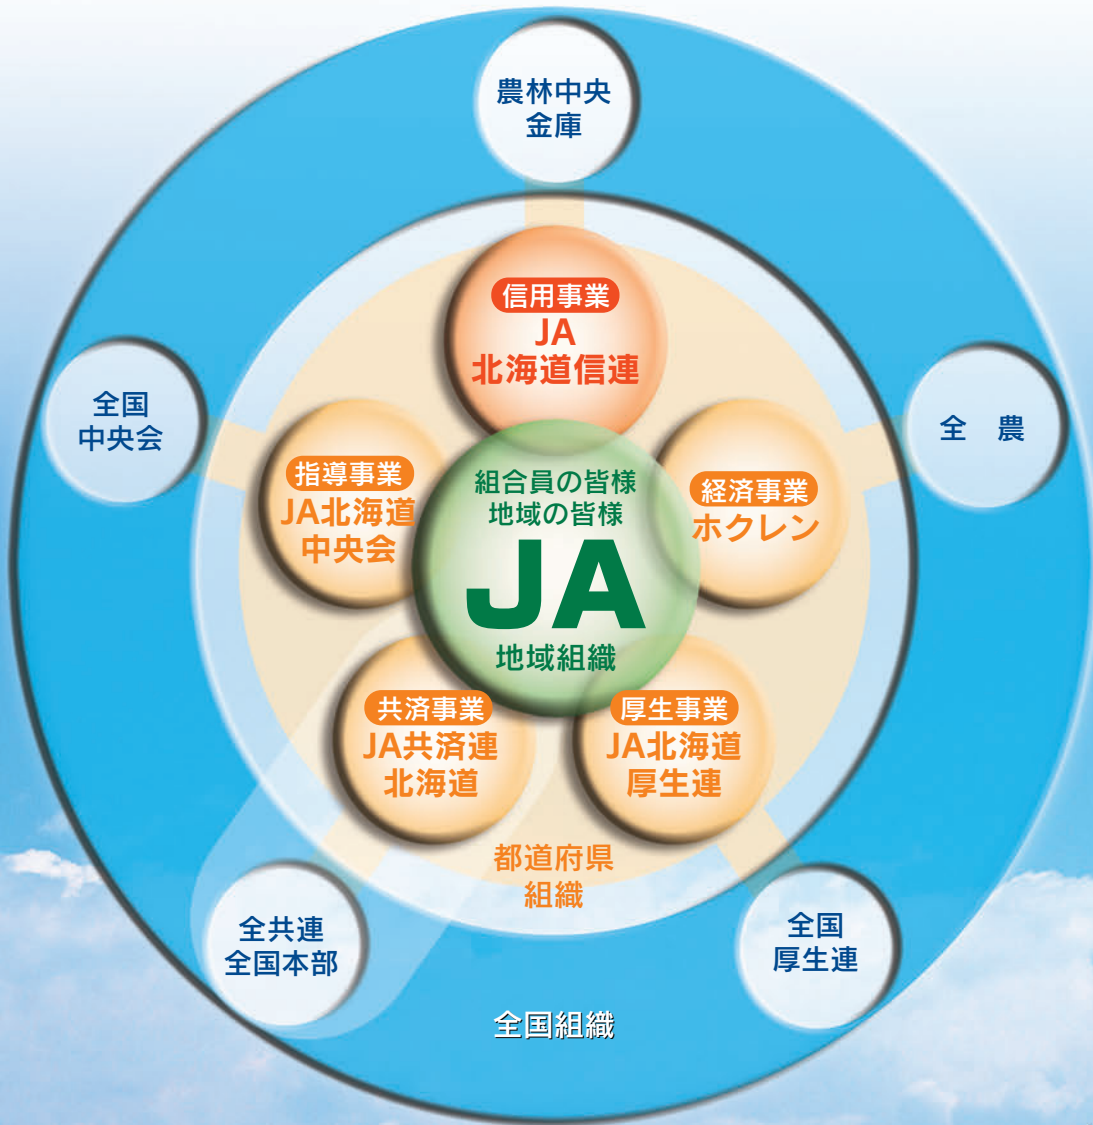 農林中央
金庫
信用事業
JA
北海道信連
全国
中央会
全　農
指導事業
JA北海道
中央会
組合員の皆様
地域の皆様
JA
地域組織
経済事業
ホクレン
共済事業
JA共済連
北海道
厚生事業
JA北海道
厚生連
都道府県
組織
全共連
全国本部
全国
厚生連
全国組織